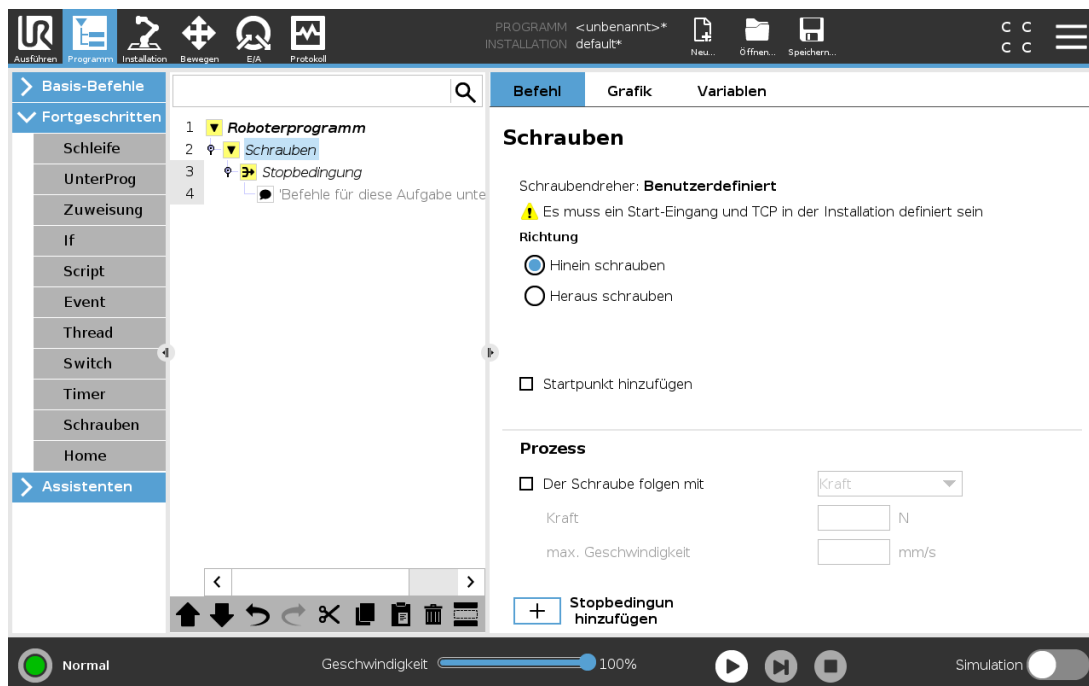 PROGRAMM <unbenannt>*
INSTALLATION default*
Ausführen Programm Installation Bewegen E/A Protokoll
Neu... Öffnen... Speichern...
C C
C C
Basis-Befehle
Fortgeschritten
Schleife
UnterProg
Zuweisung
If
Script
Event
Thread
Switch
Timer
Schrauben
Home
Assistenten
1 Roboterprogramm
2 Schrauben
3 Stopbedingung
4 'Befehle für diese Aufgabe unte
Befehl Grafik Variablen
Schrauben
Schraubendreher: Benutzerdefiniert
Es muss ein Start-Eingang und TCP in der Installation definiert sein
Richtung
Hinein schrauben
Heraus schrauben
Startpunkt hinzufügen
Prozess
Der Schraube folgen mit Kraft
Kraft N
max. Geschwindigkeit mm/s
+ Stopbedingun
hinzufügen
Normal
Geschwindigkeit 100%
Simulation